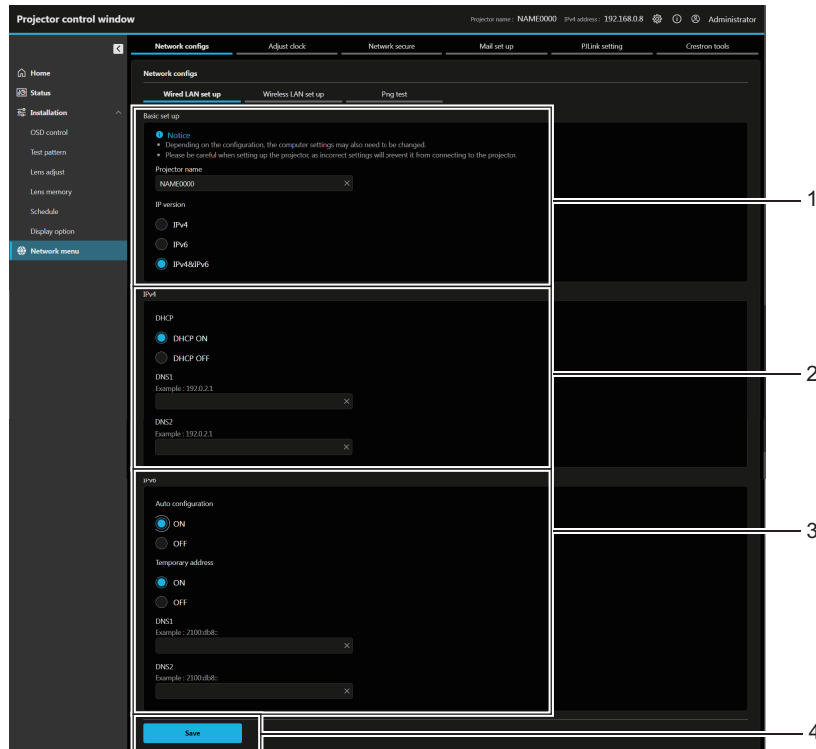 Projector control window
Projector name : NAME0000 IPv4 address : 192.168.0.8 Administrator
Network configs Adjust clock Network secure Mail set up PJLink setting Crestron tools
Home
Status
Installation
OSD control
Test pattern
Lens adjust
Lens memory
Schedule
Display option
Network menu
Network configs
Wired LAN set up Wireless LAN set up Png test
Basic set up
Notice
• Depending on the configuration, the computer settings may also need to be changed.
• Please be careful when setting up the projector, as incorrect settings will prevent it from connecting to the projector.
Projector name
NAME0000
IP version
IPv4
IPv6
IPv4&IPv6
1
IPv4
DHCP
DHCP ON
DHCP OFF
DNS1
Example : 192.0.2.1
DNS2
Example : 192.0.2.1
2
IPv6
Auto configuration
ON
OFF
Temporary address
ON
OFF
DNS1
Example : 2100:db8::
DNS2
Example : 2100:db8::
3
Save
4